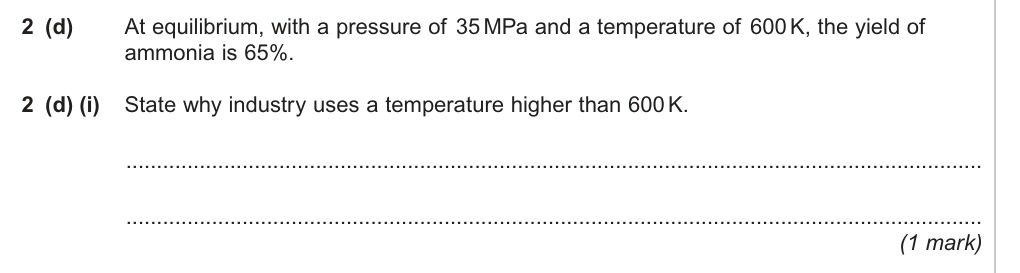 2 (d) At equilibrium, with a pressure of 35 MPa and a temperature of 600 K, the yield of
ammonia is 65%.
2 (d) (i) State why industry uses a temperature higher than 600 K.
(1 mark)